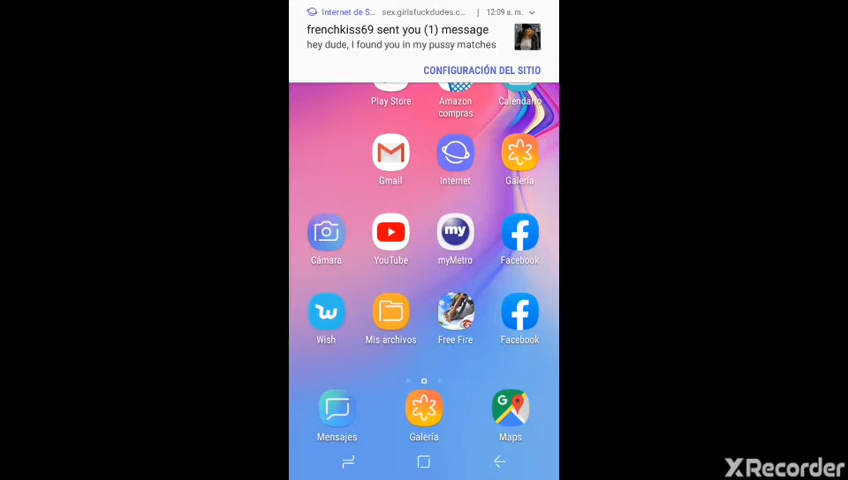 Internet de S... sex.girlsfuckdudes.c... | 12:09 a. m.
frenchkiss69 sent you (1) message
hey dude, I found you in my pussy matches
CONFIGURACIÓN DEL SITIO
Play Store
Amazon compras
Calendario
Gmail
Internet
Galería
my
Cámara
YouTube
myMetro
Facebook
Wish
Mis archivos
Free Fire
Facebook
G
Mensajes
Galería
Maps
XRecorder